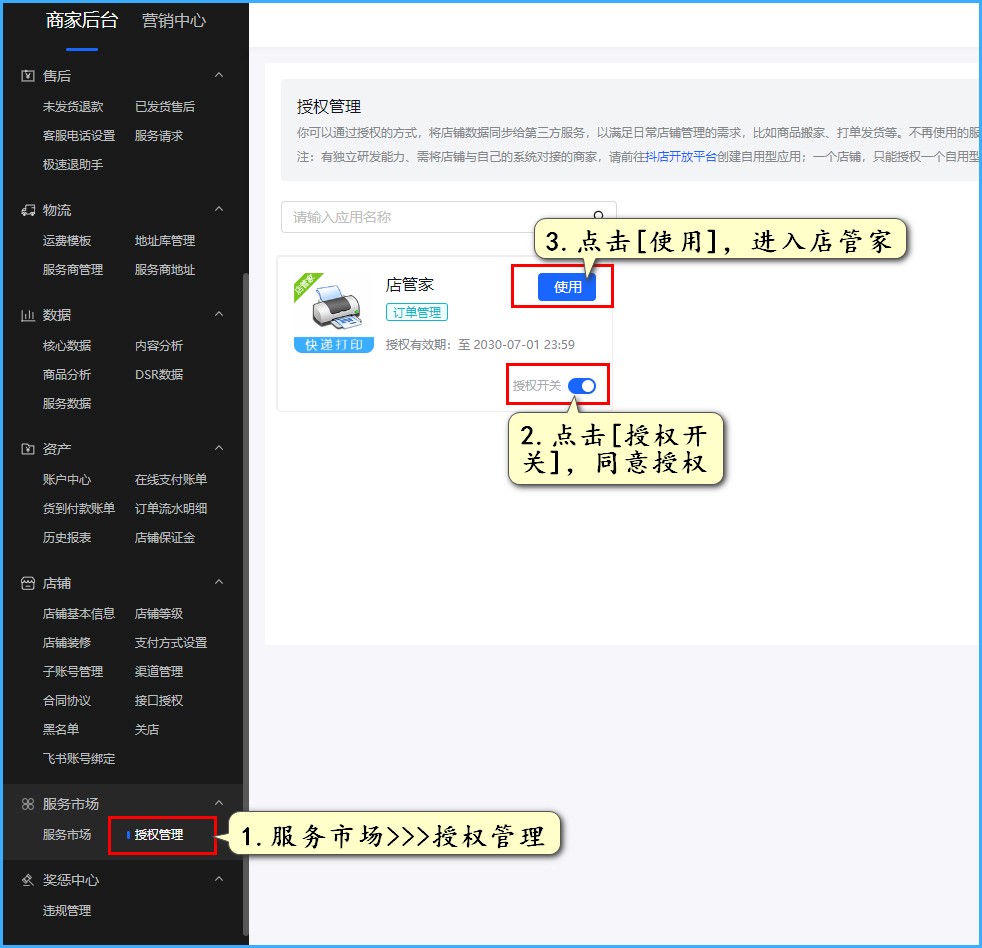 商家后台 营销中心
售后
未发货退款 已发货售后
客服电话设置 服务请求
极速退助手
物流
运费模板 地址库管理
服务商管理 服务商地址
数据
核心数据 内容分析
商品分析 DSR数据
服务数据
资产
账户中心 在线支付账单
货到付款账单 订单流水明细
历史报表 店铺保证金
店铺
店铺基本信息 店铺等级
店铺装修 支付方式设置
子账号管理 渠道管理
合同协议 接口授权
黑名单 关店
飞书账号绑定
服务市场
服务市场 授权管理
奖惩中心
违规管理
授权管理
你可以通过授权的方式，将店铺数据同步给第三方服务，以满足日常店铺管理的需求，比如商品搬家、打单发货等。不再使用的服
注：有独立研发能力、需将店铺与自己的系统对接的商家，请前往抖店开放平台创建自用型应用；一个店铺，只能授权一个自用型
请输入应用名称
3. 点击[使用]，进入店管家
店管家
店管家
使用
订单管理
快递打印
授权有效期：至 2030-07-01 23:59
授权开关
2. 点击[授权开
关]，同意授权
1. 服务市场>>>授权管理